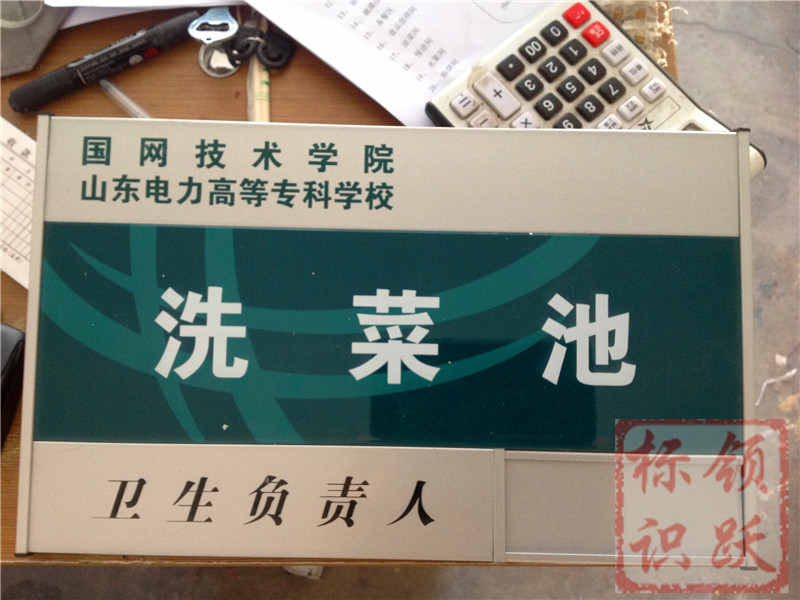 国网技术学院
山东电力高等专科学校
洗菜池
卫生负责人
领跃
标识